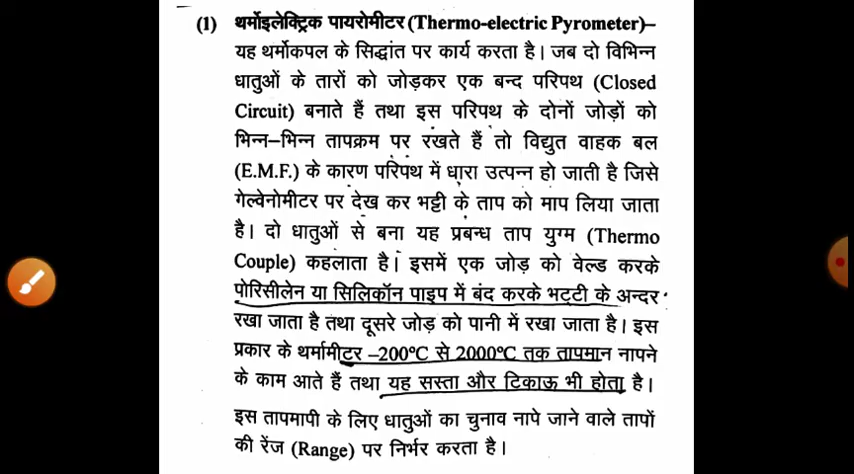 (1) थर्मोइलेक्ट्रिक पायरोमीटर (Thermo-electric Pyrometer)–
यह थर्मोकपल के सिद्धांत पर कार्य करता है। जब दो विभिन्न
धातुओं के तारों को जोड़कर एक बन्द परिपथ (Closed
Circuit) बनाते हैं तथा इस परिपथ के दोनों जोड़ों को
भिन्न–भिन्न तापक्रम पर रखते हैं तो विद्युत वाहक बल
(E.M.F.) के कारण परिपथ में धारा उत्पन्न हो जाती है जिसे
गेल्वेनोमीटर पर देख कर भट्टी के ताप को माप लिया जाता
है। दो धातुओं से बना यह प्रबन्ध ताप युग्म (Thermo
Couple) कहलाता है। इसमें एक जोड़ को वेल्ड करके
पोरिसीलेन या सिलिकॉन पाइप में बंद करके भट्टी के अन्दर
रखा जाता है तथा दूसरे जोड़ को पानी में रखा जाता है। इस
प्रकार के थर्मामीटर –200°C से 2000°C तक तापमान नापने
के काम आते हैं तथा यह सस्ता और टिकाऊ भी होता है।
इस तापमापी के लिए धातुओं का चुनाव नापे जाने वाले तापों
की रेंज (Range) पर निर्भर करता है।